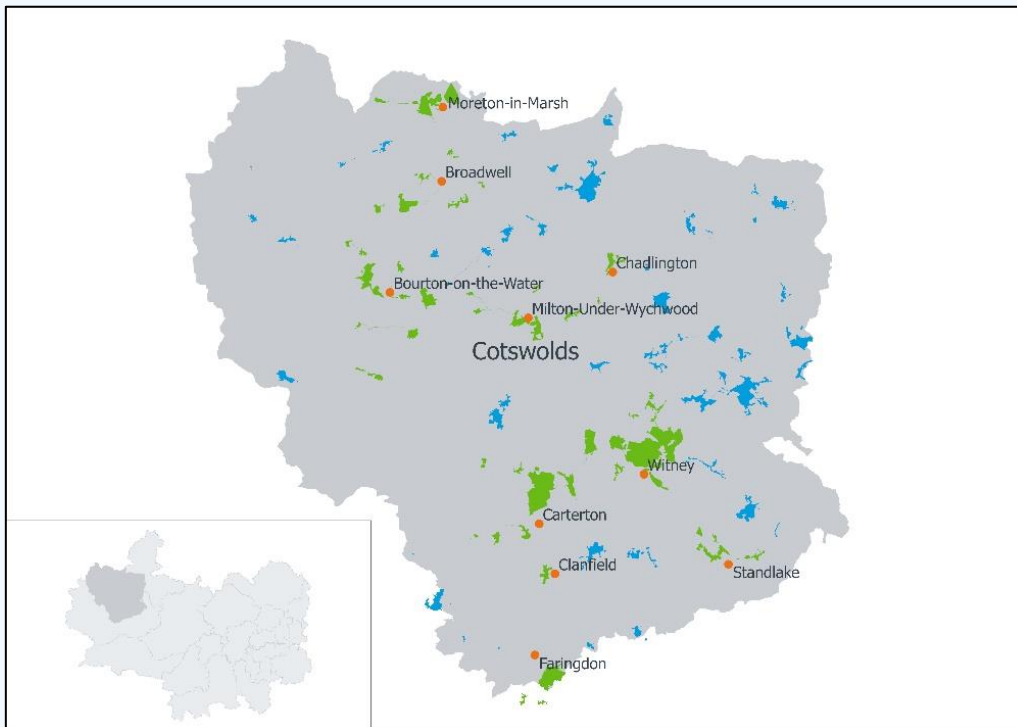 Moreton-in-Marsh
Broadwell
Chadlington
Bourton-on-the-Water
Milton-Under-Wychwood
Cotswolds
Witney
Carterton
Clanfield
Standlake
Faringdon